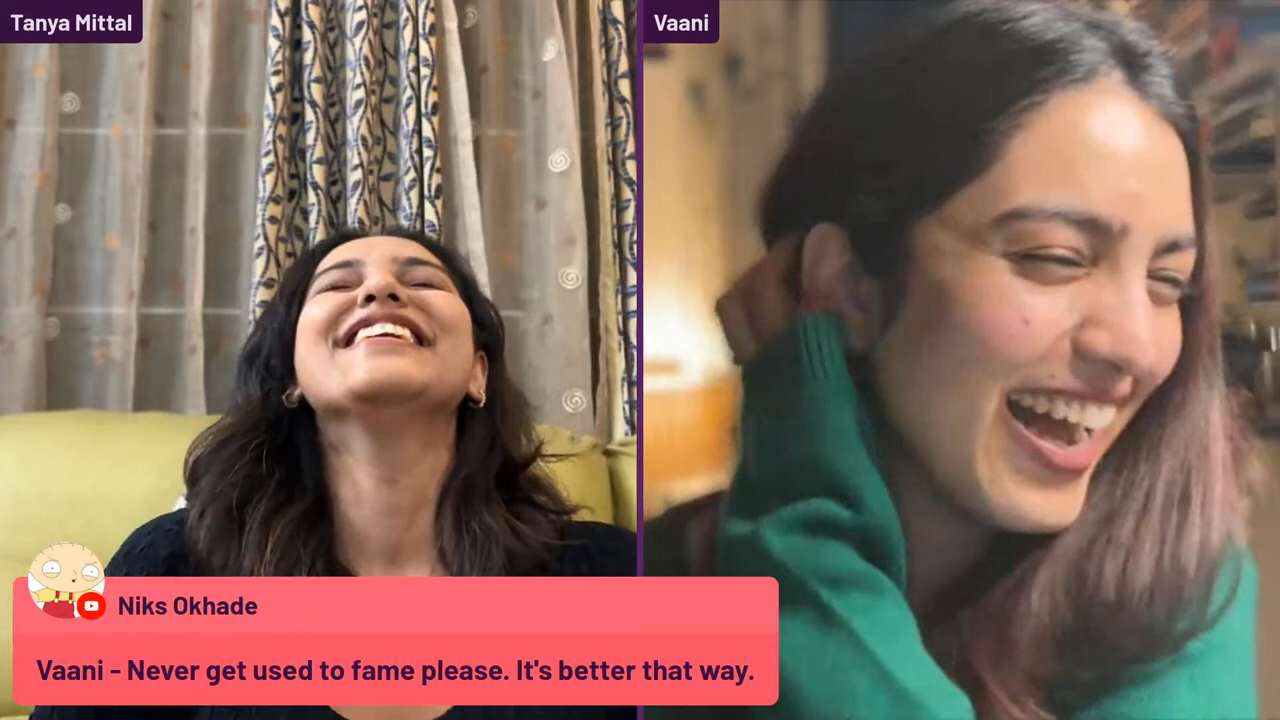 Tanya Mittal
Vaani
Niks Okhade
Vaani - Never get used to fame please. It's better that way.